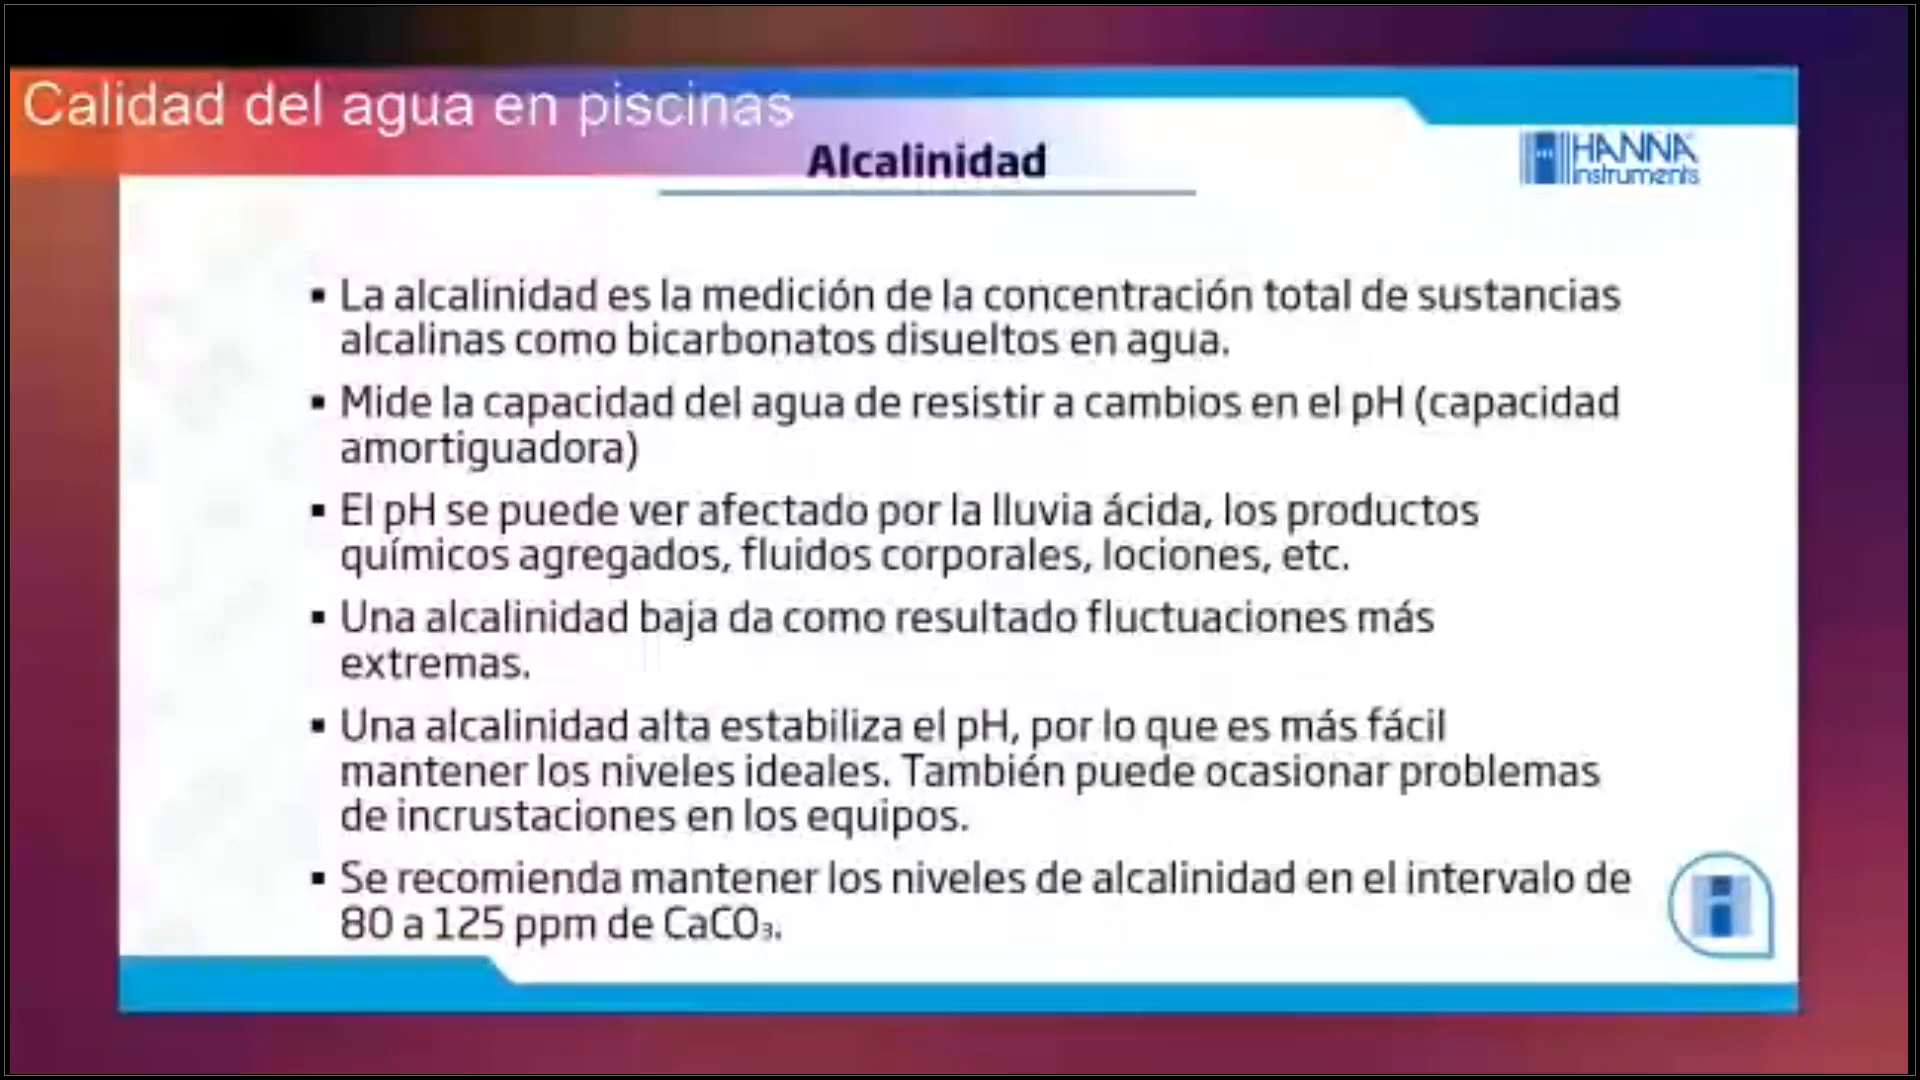 Calidad del agua en piscinas
Alcalinidad
HANNA
instruments
▪ La alcalinidad es la medición de la concentración total de sustancias
alcalinas como bicarbonatos disueltos en agua.
▪ Mide la capacidad del agua de resistir a cambios en el pH (capacidad
amortiguadora)
▪ El pH se puede ver afectado por la lluvia ácida, los productos
químicos agregados, fluidos corporales, lociones, etc.
▪ Una alcalinidad baja da como resultado fluctuaciones más
extremas.
▪ Una alcalinidad alta estabiliza el pH, por lo que es más fácil
mantener los niveles ideales. También puede ocasionar problemas
de incrustaciones en los equipos.
▪ Se recomienda mantener los niveles de alcalinidad en el intervalo de
80 a 125 ppm de CaCO₃.